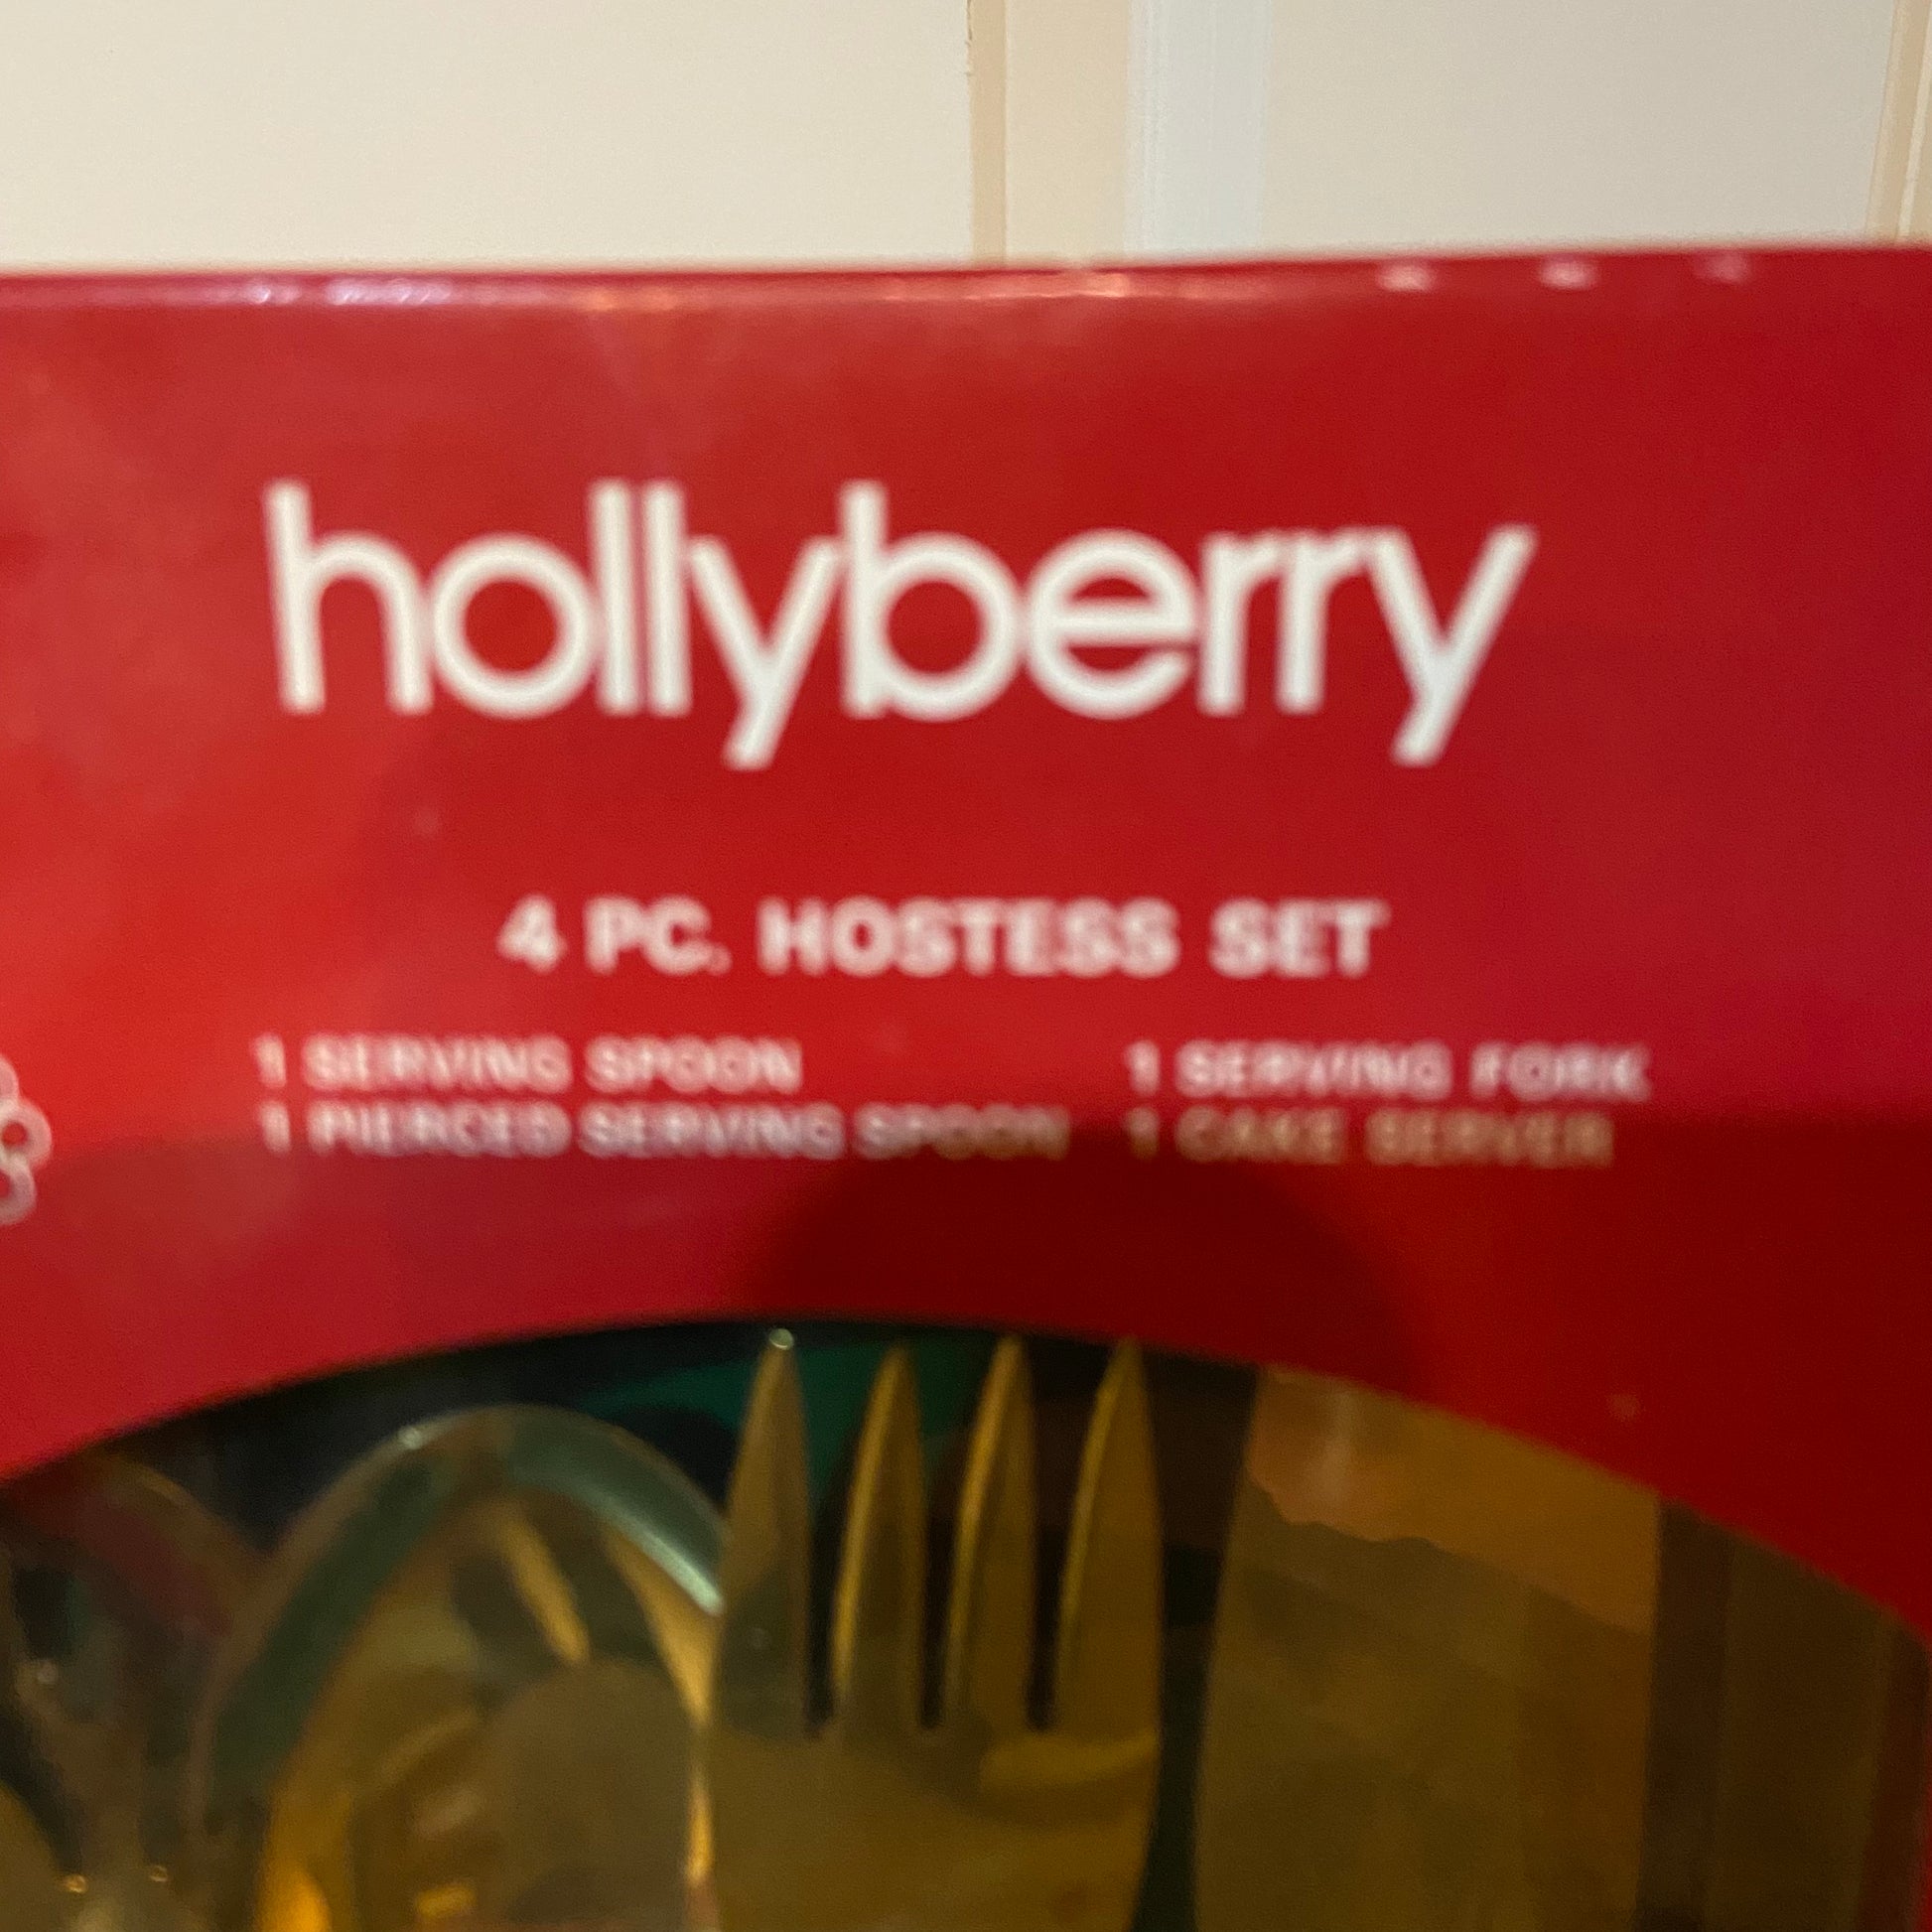 hollyberry
4 PC. HOSTESS SET
1 SERVING SPOON
1 SERVING FORK
1 PIERCED SERVING SPOON
1 CAKE SERVER